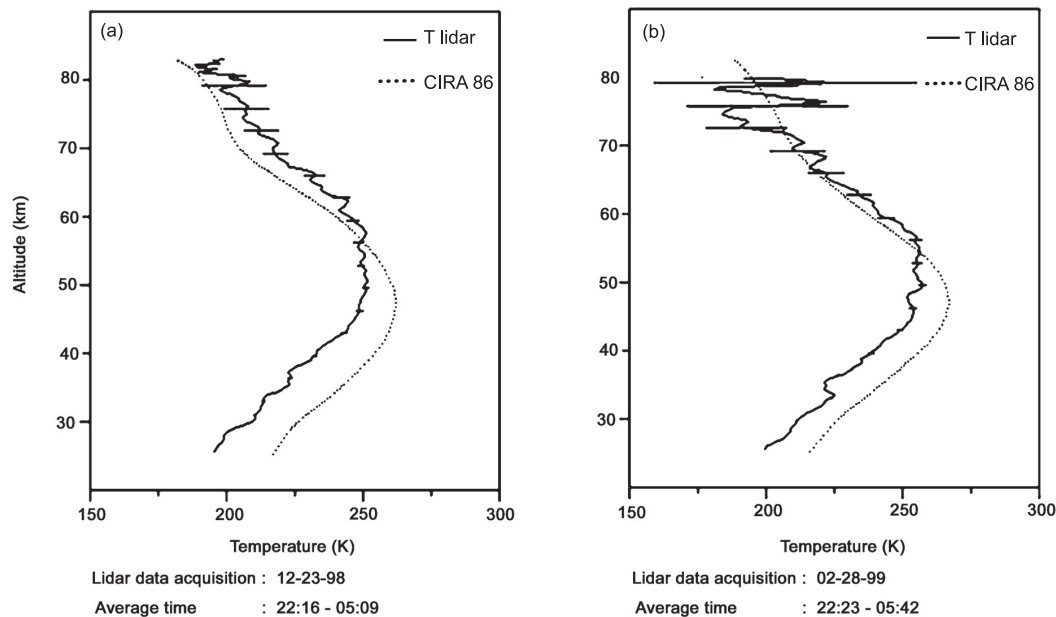 (a)
T lidar
CIRA 86
80
70
60
50
40
30
Altitude (km)
150
200
250
300
Temperature (K)
Lidar data acquisition : 12-23-98
Average time : 22:16 - 05:09
(b)
T lidar
CIRA 86
80
70
60
50
40
30
150
200
250
300
Temperature (K)
Lidar data acquisition : 02-28-99
Average time : 22:23 - 05:42